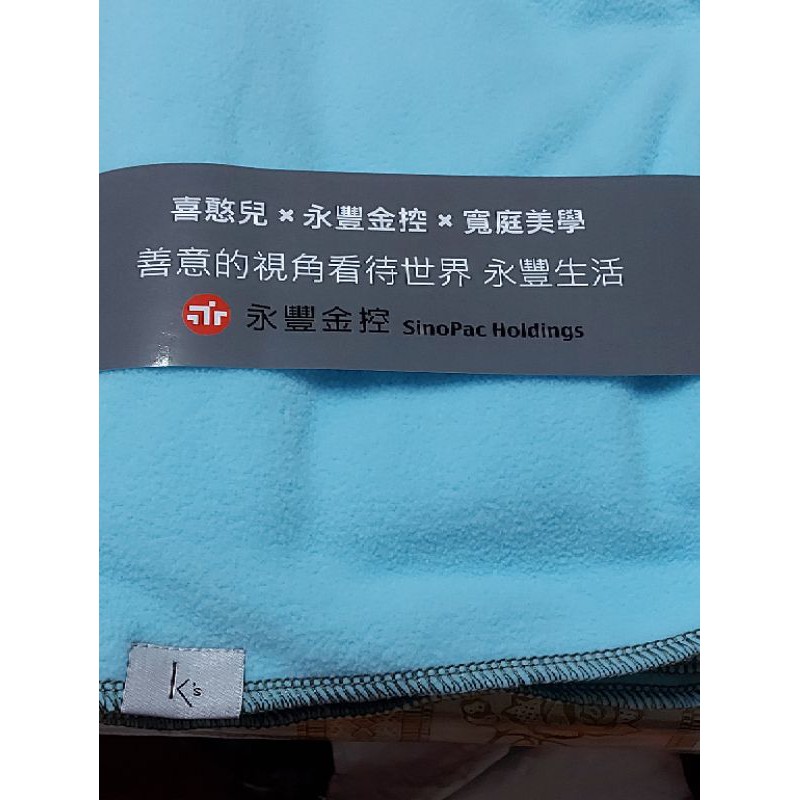 喜憨兒 × 永豐金控 × 寬庭美學
善意的視角看待世界 永豐生活
永豐金控 SinoPac Holdings
K's